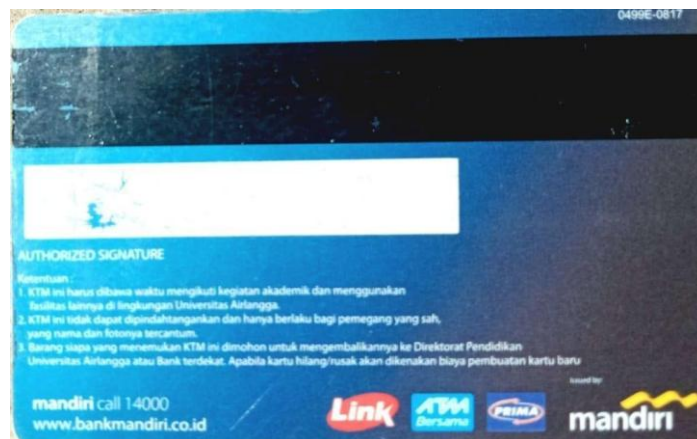 0499E-0817
AUTHORIZED SIGNATURE
Ketentuan :
1. KTM ini harus dibawa waktu mengikuti kegiatan akademik dan menggunakan
fasilitas lainnya di lingkungan Universitas Airlangga.
2. KTM ini tidak dapat dipindahtangankan dan hanya berlaku bagi pemegang yang sah,
yang nama dan fotonya tercantum.
3. Barang siapa yang menemukan KTM ini dimohon untuk mengembalikannya ke Direktorat Pendidikan
Universitas Airlangga atau Bank terdekat. Apabila kartu hilang/rusak akan dikenakan biaya pembuatan kartu baru
Issued by:
mandiri call 14000
www.bankmandiri.co.id
Link
ATM
Bersama
PRIMA
mandiri